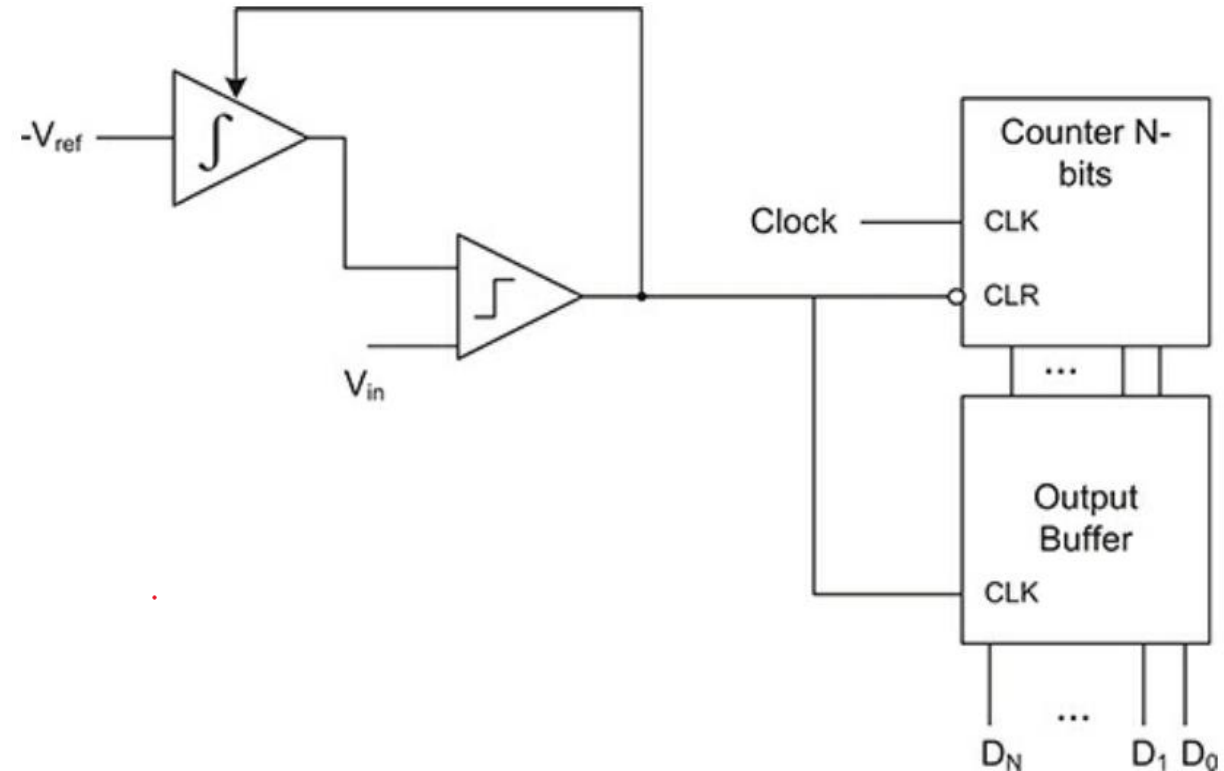 -Vref
∫
Counter N-
bits
Clock
CLK
CLR
Vin
...
Output
Buffer
CLK
...
DN
D1
D0